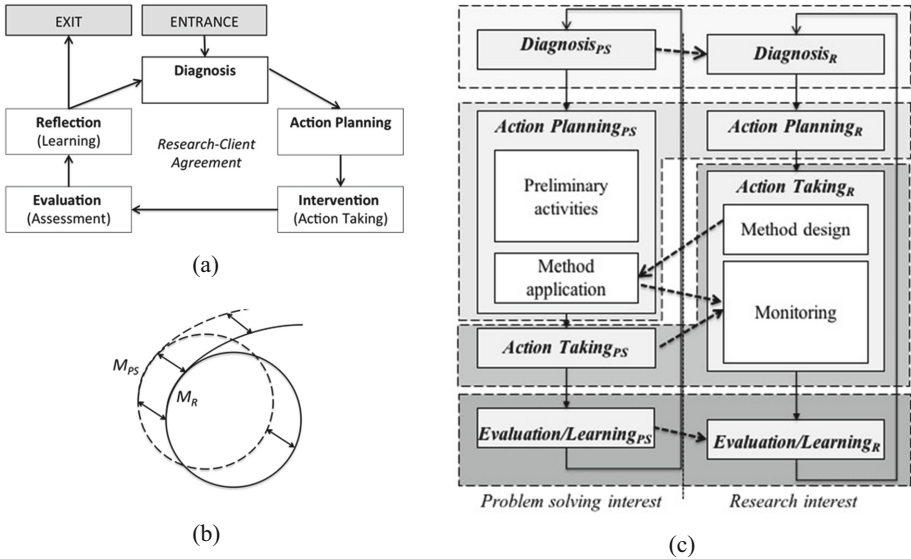 EXIT
ENTRANCE
Diagnosis
Reflection
(Learning)
Action Planning
Research-Client
Agreement
Evaluation
(Assessment)
Intervention
(Action Taking)
(a)
M_PS
M_R
(b)
Diagnosis_PS
Diagnosis_R
Action Planning_PS
Action Planning_R
Preliminary
activities
Action Taking_R
Method design
Method
application
Monitoring
Action Taking_PS
Evaluation/Learning_PS
Evaluation/Learning_R
Problem solving interest
Research interest
(c)